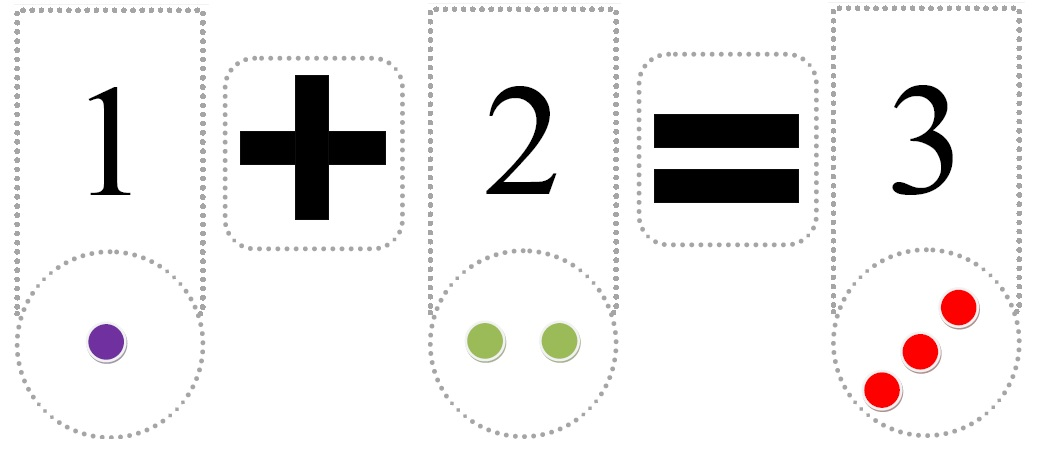 1 + 2 = 3